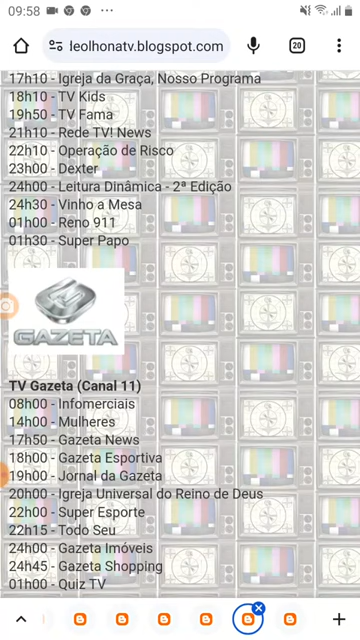 09:58
leolhonatv.blogspot.com
20
17h10 - Igreja da Graça, Nosso Programa
18h10 - TV Kids
19h50 - TV Fama
21h10 - Rede TV! News
22h10 - Operação de Risco
23h00 - Dexter
24h00 - Leitura Dinâmica - 2ª Edição
24h30 - Vinho a Mesa
01h00 - Reno 911
01h30 - Super Papo
GAZETA
TV Gazeta (Canal 11)
08h00 - Infomerciais
14h00 - Mulheres
17h50 - Gazeta News
18h00 - Gazeta Esportiva
19h00 - Jornal da Gazeta
20h00 - Igreja Universal do Reino de Deus
22h00 - Super Esporte
22h15 - Todo Seu
24h00 - Gazeta Imóveis
24h45 - Gazeta Shopping
01h00 - Quiz TV